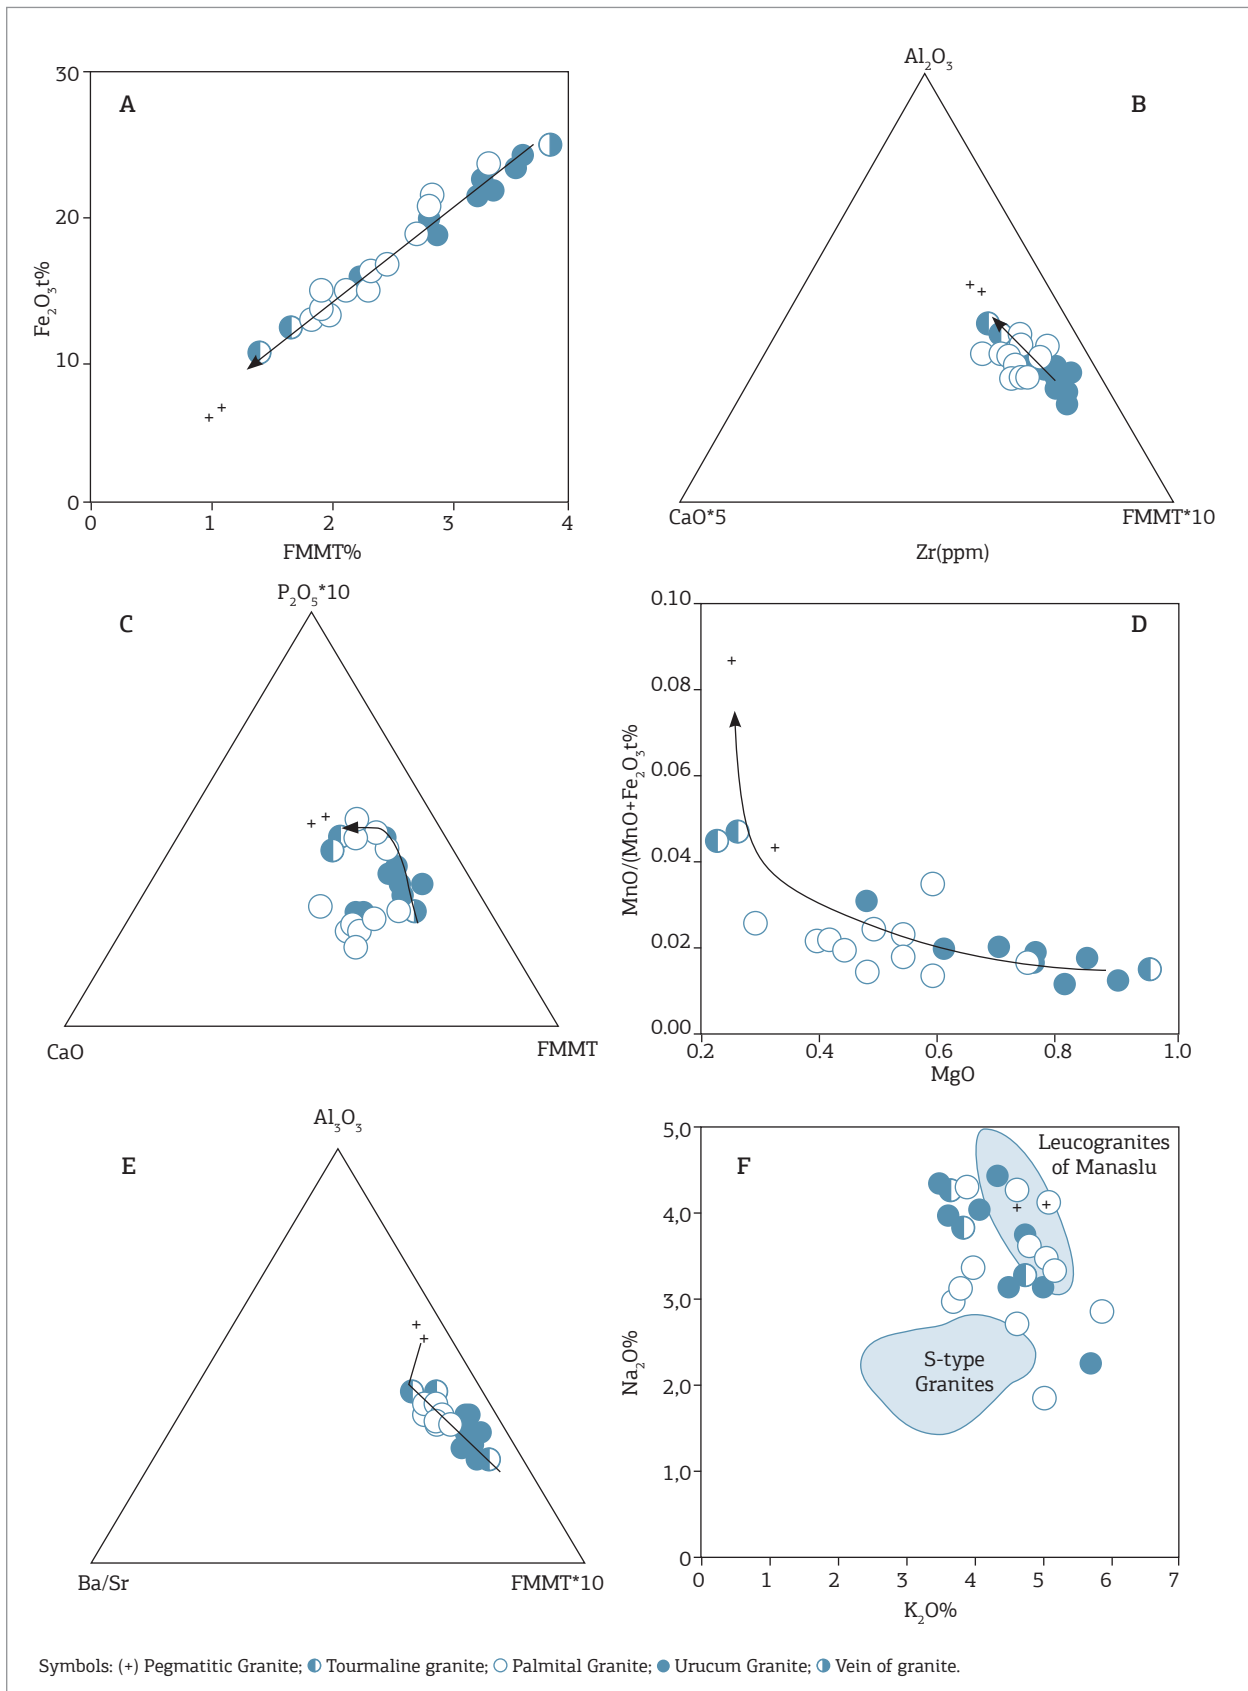 A
30
20
10
0
Fe₂O₃t%
0 1 2 3 4
FMMT%
Al₂O₃
B
CaO*5
FMMT*10
Zr(ppm)
P₂O₅*10
C
CaO
FMMT
0.10
D
0.08
0.06
0.04
0.02
0.00
MnO/(MnO+Fe₂O₃t%
0.2 0.4 0.6 0.8 1.0
MgO
Al₃O₃
E
Ba/Sr
FMMT*10
5,0
Leucogranites
of Manaslu
F
4,0
3,0
S-type
Granites
2,0
1,0
0
Na₂O%
0 1 2 3 4 5 6 7
K₂O%
Symbols: (+) Pegmatitic Granite; Tourmaline granite; Palmital Granite; Urucum Granite; Vein of granite.